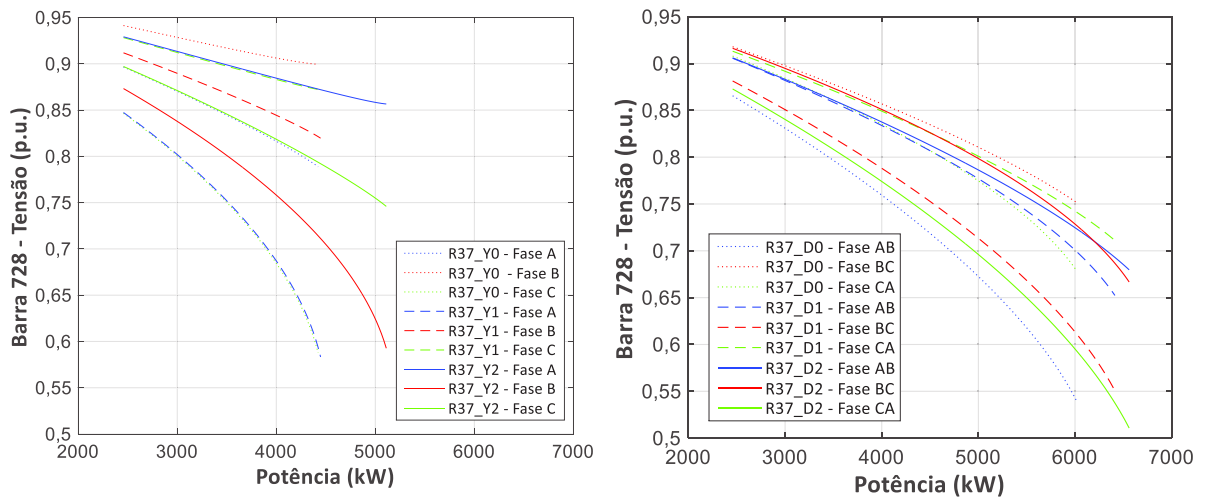 0,95
0,9
0,85
0,8
0,75
0,7
0,65
0,6
0,55
0,5
Barra 728 - Tensão (p.u.)
R37_Y0 - Fase A
R37_Y0 - Fase B
R37_Y0 - Fase C
R37_Y1 - Fase A
R37_Y1 - Fase B
R37_Y1 - Fase C
R37_Y2 - Fase A
R37_Y2 - Fase B
R37_Y2 - Fase C
2000 3000 4000 5000 6000 7000
Potência (kW)
0,95
0,9
0,85
0,8
0,75
0,7
0,65
0,6
0,55
0,5
Barra 728 - Tensão (p.u.)
R37_D0 - Fase AB
R37_D0 - Fase BC
R37_D0 - Fase CA
R37_D1 - Fase AB
R37_D1 - Fase BC
R37_D1 - Fase CA
R37_D2 - Fase AB
R37_D2 - Fase BC
R37_D2 - Fase CA
2000 3000 4000 5000 6000 7000
Potência (kW)